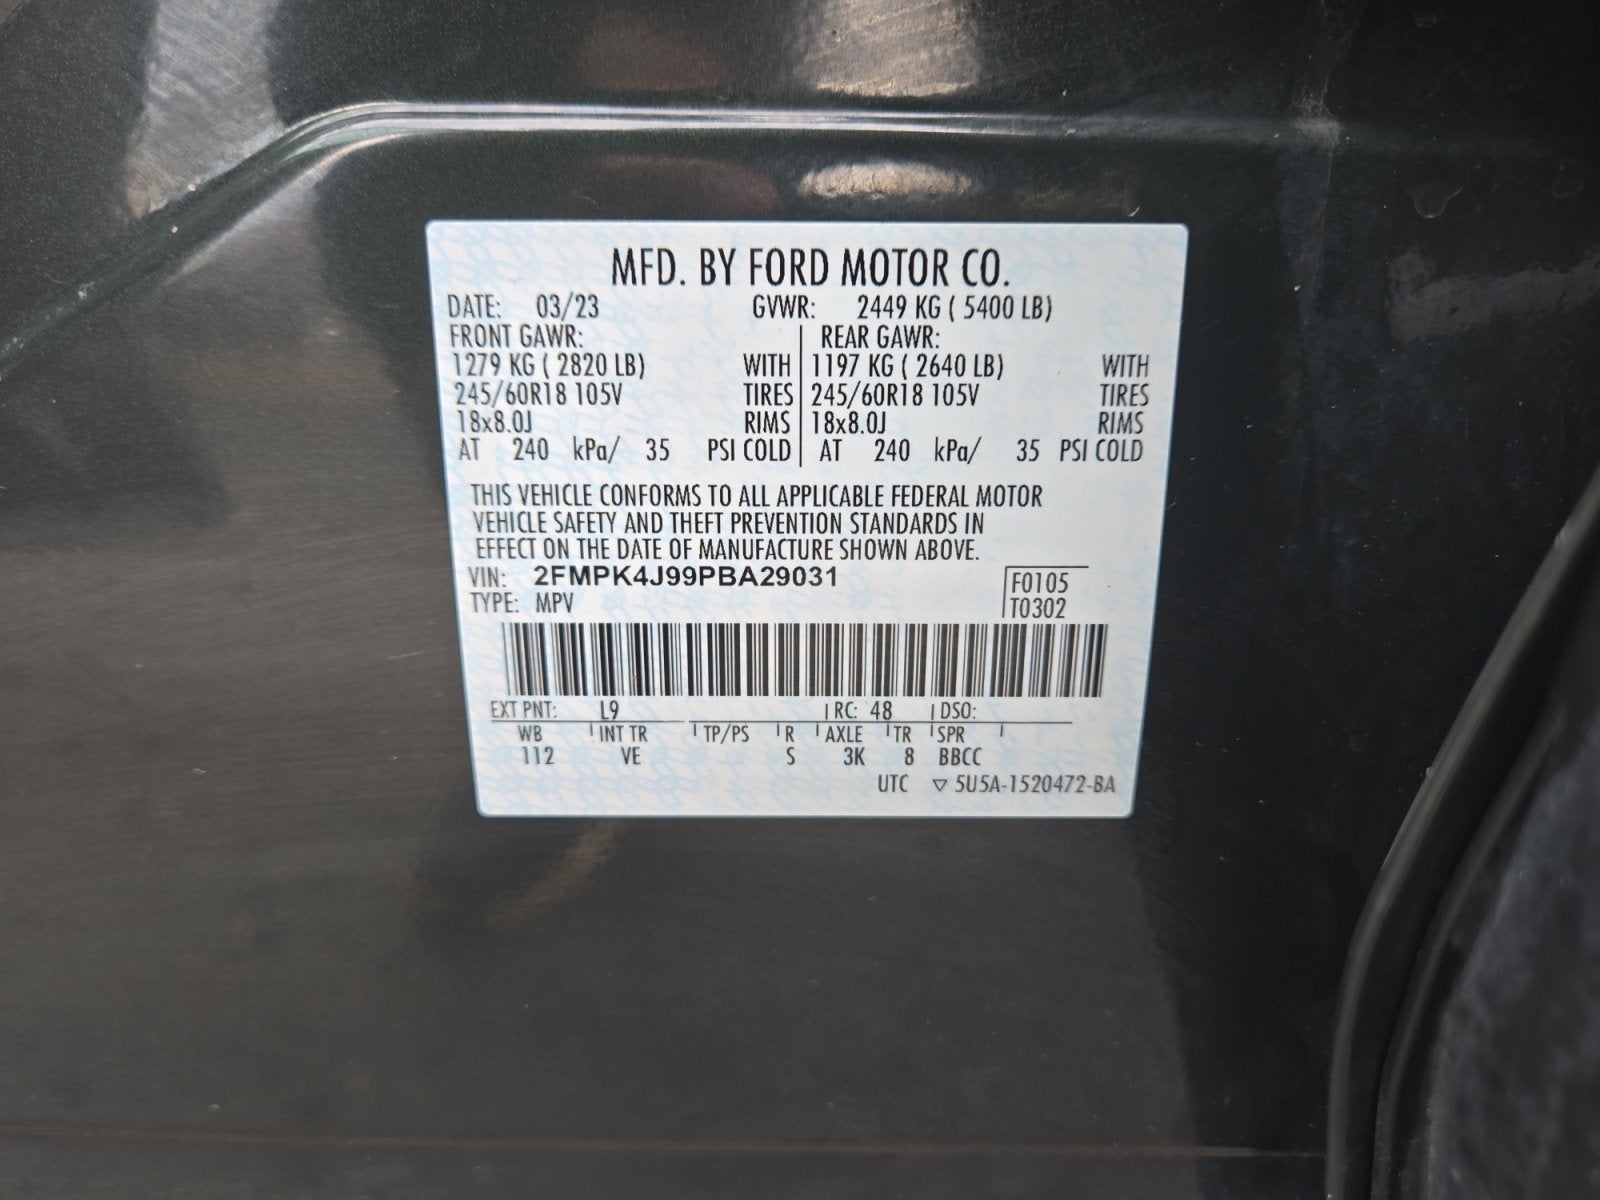 MFD. BY FORD MOTOR CO.
DATE: 03/23 GVWR: 2449 KG ( 5400 LB)
FRONT GAWR: REAR GAWR:
1279 KG ( 2820 LB) WITH 1197 KG ( 2640 LB) WITH
245/60R18 105V TIRES 245/60R18 105V TIRES
18x8.0J RIMS 18x8.0J RIMS
AT 240 kPa/ 35 PSI COLD AT 240 kPa/ 35 PSI COLD
THIS VEHICLE CONFORMS TO ALL APPLICABLE FEDERAL MOTOR
VEHICLE SAFETY AND THEFT PREVENTION STANDARDS IN
EFFECT ON THE DATE OF MANUFACTURE SHOWN ABOVE.
VIN: 2FMPK4J99PBA29031 F0105
TYPE: MPV T0302
EXT PNT: L9 RC: 48 DSO:
WB INT TR TP/PS R AXLE TR SPR
112 VE S 3K 8 BBCC
UTC ▽ 5U5A-1520472-BA